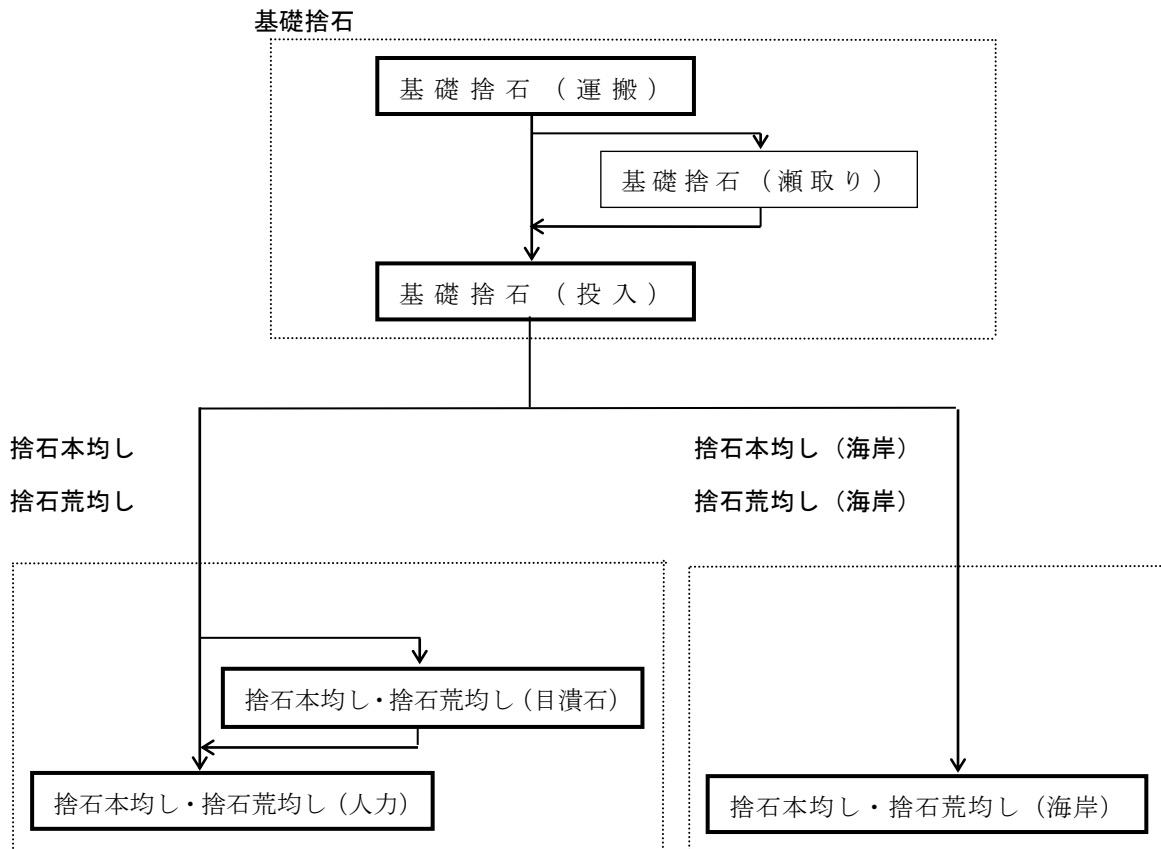 基礎捨石
基礎捨石（運搬）
基礎捨石（瀬取り）
基礎捨石（投入）
捨石本均し
捨石荒均し
捨石本均し（海岸）
捨石荒均し（海岸）
捨石本均し・捨石荒均し（目潰石）
捨石本均し・捨石荒均し（人力）
捨石本均し・捨石荒均し（海岸）